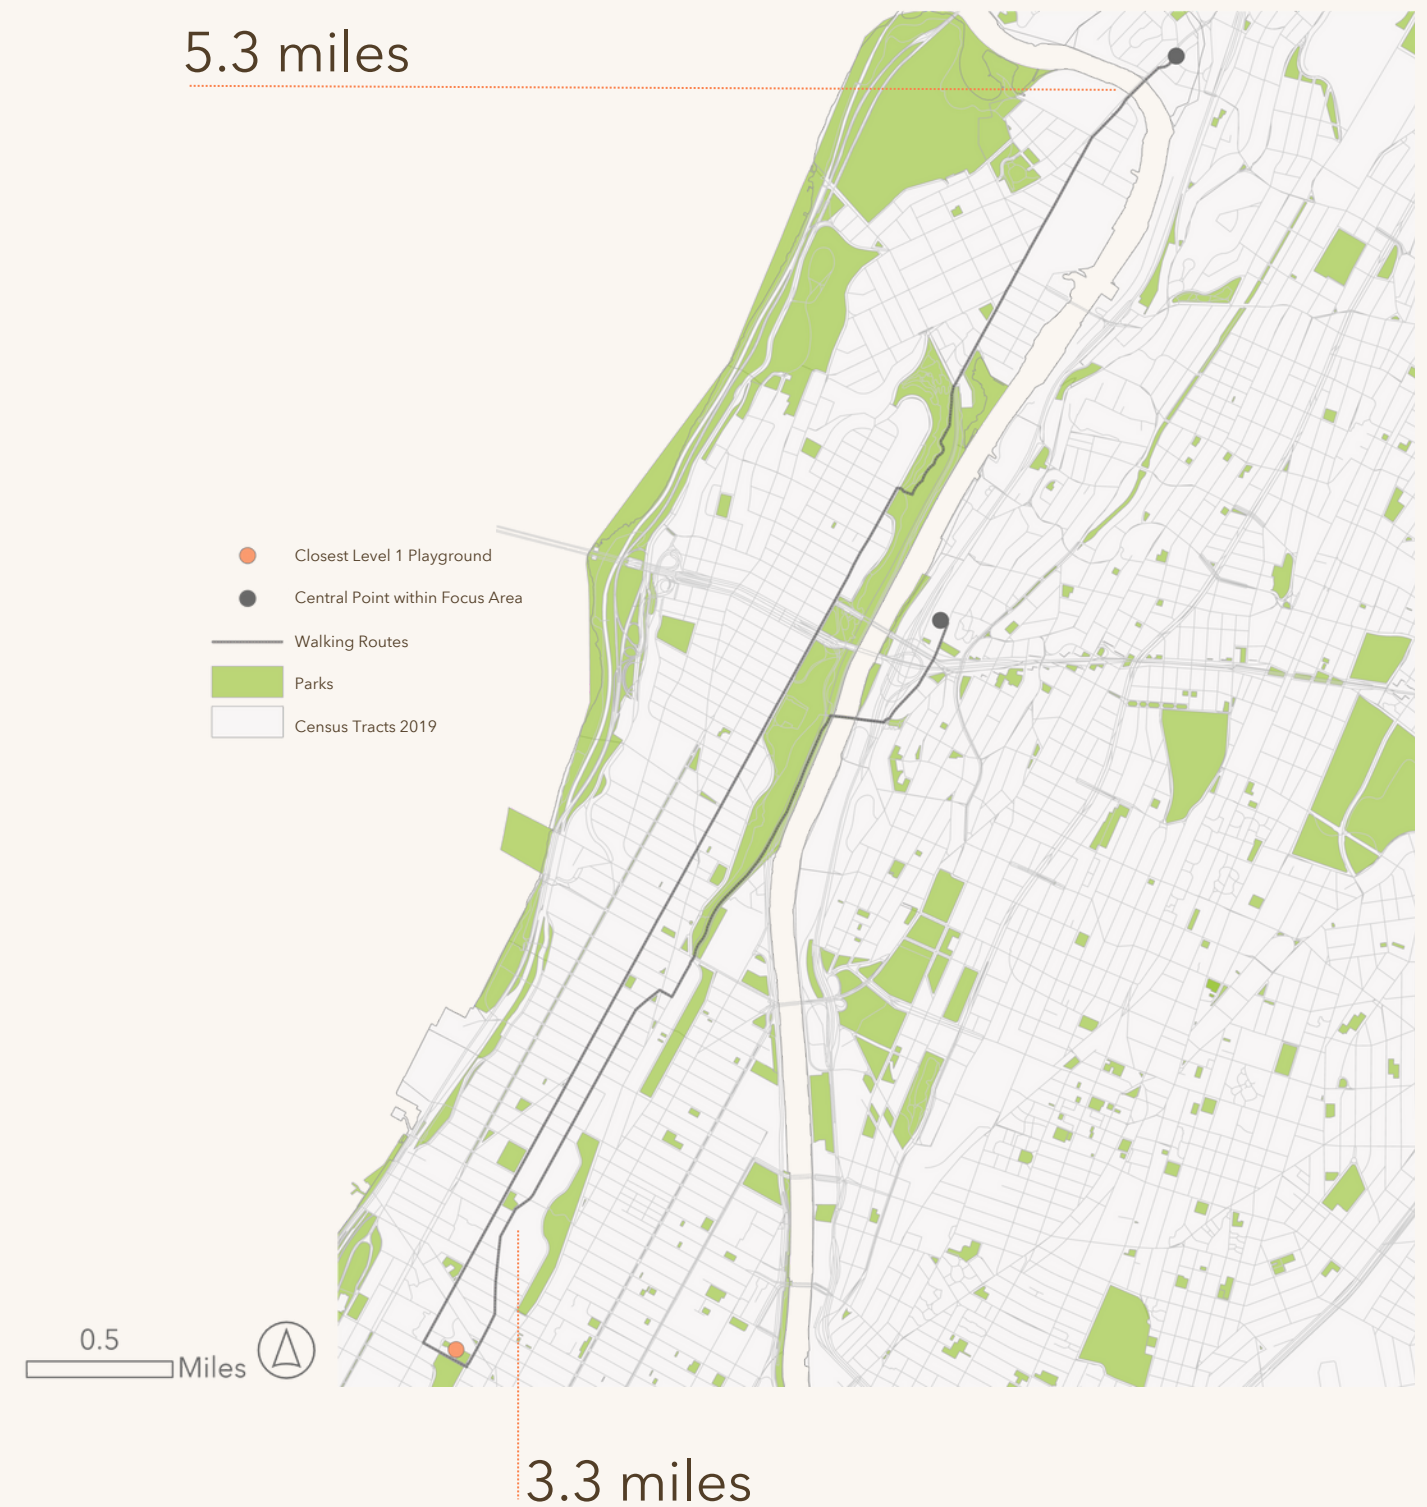 5.3 miles
Closest Level 1 Playground
Central Point within Focus Area
Walking Routes
Parks
Census Tracts 2019
0.5
Miles
3.3 miles